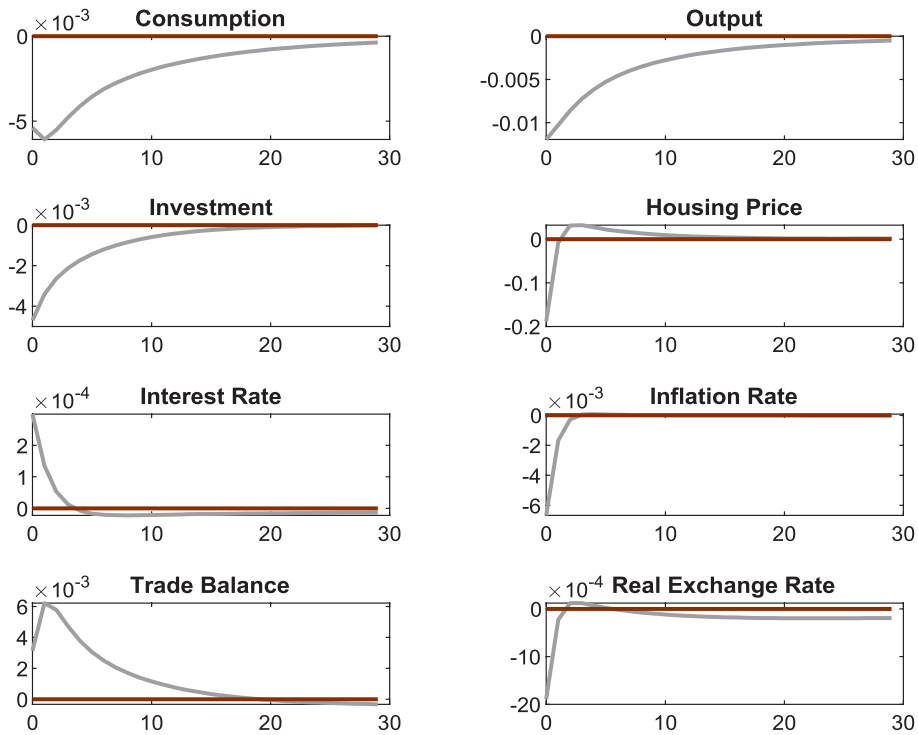 ×10-3 Consumption
0
-5
0 10 20 30
Output
0
-0.005
-0.01
0 10 20 30
×10-3 Investment
0
-2
-4
0 10 20 30
Housing Price
0
-0.1
-0.2
0 10 20 30
×10-4 Interest Rate
2
1
0
0 10 20 30
×10-3 Inflation Rate
0
-2
-4
-6
0 10 20 30
×10-3 Trade Balance
6
4
2
0
0 10 20 30
×10-4 Real Exchange Rate
0
-10
-20
0 10 20 30